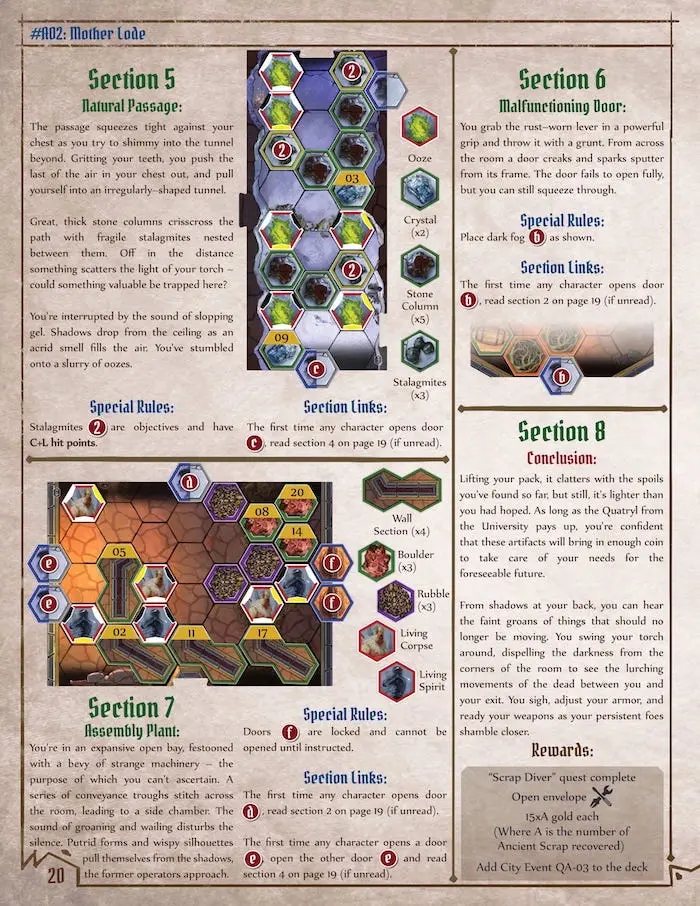 #A02: Mother Lode
Section 5
Natural Passage:
The passage squeezes tight against your
chest as you try to shimmy into the tunnel
beyond. Gritting your teeth, you push the
last of the air in your chest out, and pull
yourself into an irregularly–shaped tunnel.
Great, thick stone columns crisscross the
path with fragile stalagmites nested
between them. Off in the distance
something scatters the light of your torch –
could something valuable be trapped here?
You're interrupted by the sound of slopping
gel. Shadows drop from the ceiling as an
acrid smell fills the air. You've stumbled
onto a slurry of oozes.
2
2
03
2
09
c
Ooze
Crystal
(x2)
Stone
Column
(x5)
Stalagmites
(x3)
Special Rules:
Stalagmites 2 are objectives and have
C+L hit points.
Section Links:
The first time any character opens door
c, read section 4 on page 19 (if unread).
Section 6
Malfunctioning Door:
You grab the rust–worn lever in a powerful
grip and throw it with a grunt. From across
the room a door creaks and sparks sputter
from its frame. The door fails to open fully,
but you can still squeeze through.
Special Rules:
Place dark fog b as shown.
Section Links:
The first time any character opens door
b, read section 2 on page 19 (if unread).
b
d
20
08
14
05
e
f
e
f
02
11
17
Wall
Section (x4)
Boulder
(x3)
Rubble
(x3)
Living
Corpse
Living
Spirit
Section 7
Assembly Plant:
You're in an expansive open bay, festooned
with a bevy of strange machinery – the
purpose of which you can't ascertain. A
series of conveyance troughs stitch across
the room, leading to a side chamber. The
sound of groaning and wailing disturbs the
silence. Putrid forms and wispy silhouettes
pull themselves from the shadows,
the former operators approach.
Special Rules:
Doors f are locked and cannot be
opened until instructed.
Section Links:
The first time any character opens door
d, read section 2 on page 19 (if unread).
The first time any character opens a door
e, open the other door e and read
section 4 on page 19 (if unread).
Section 8
Conclusion:
Lifting your pack, it clatters with the spoils
you've found so far, but still, it's lighter than
you had hoped. As long as the Quatryl from
the University pays up, you're confident
that these artifacts will bring in enough coin
to take care of your needs for the
foreseeable future.
From shadows at your back, you can hear
the faint groans of things that should no
longer be moving. You swing your torch
around, dispelling the darkness from the
corners of the room to see the lurching
movements of the dead between you and
your exit. You sigh, adjust your armor, and
ready your weapons as your persistent foes
shamble closer.
Rewards:
“Scrap Diver” quest complete
Open envelope
15xA gold each
(Where A is the number of
Ancient Scrap recovered)
Add City Event QA-03 to the deck
20